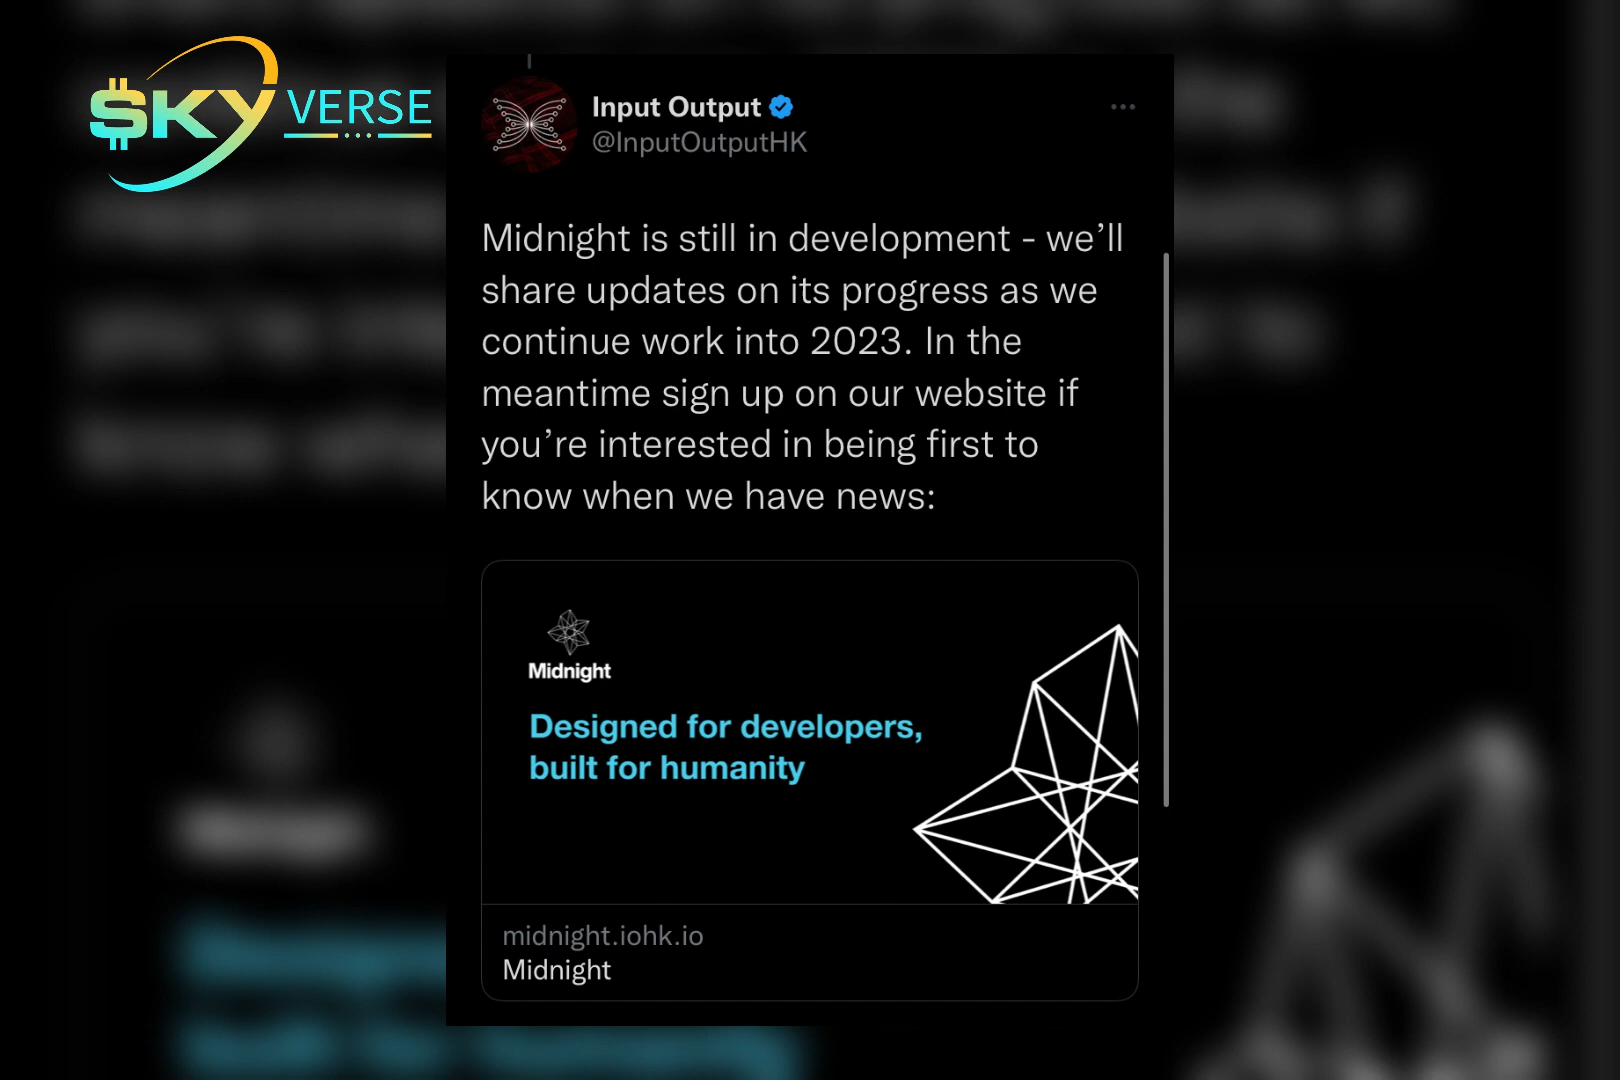 $KY VERSE
Input Output
@InputOutputHK
Midnight is still in development - we’ll
share updates on its progress as we
continue work into 2023. In the
meantime sign up on our website if
you’re interested in being first to
know when we have news:
Midnight
Designed for developers,
built for humanity
midnight.iohk.io
Midnight